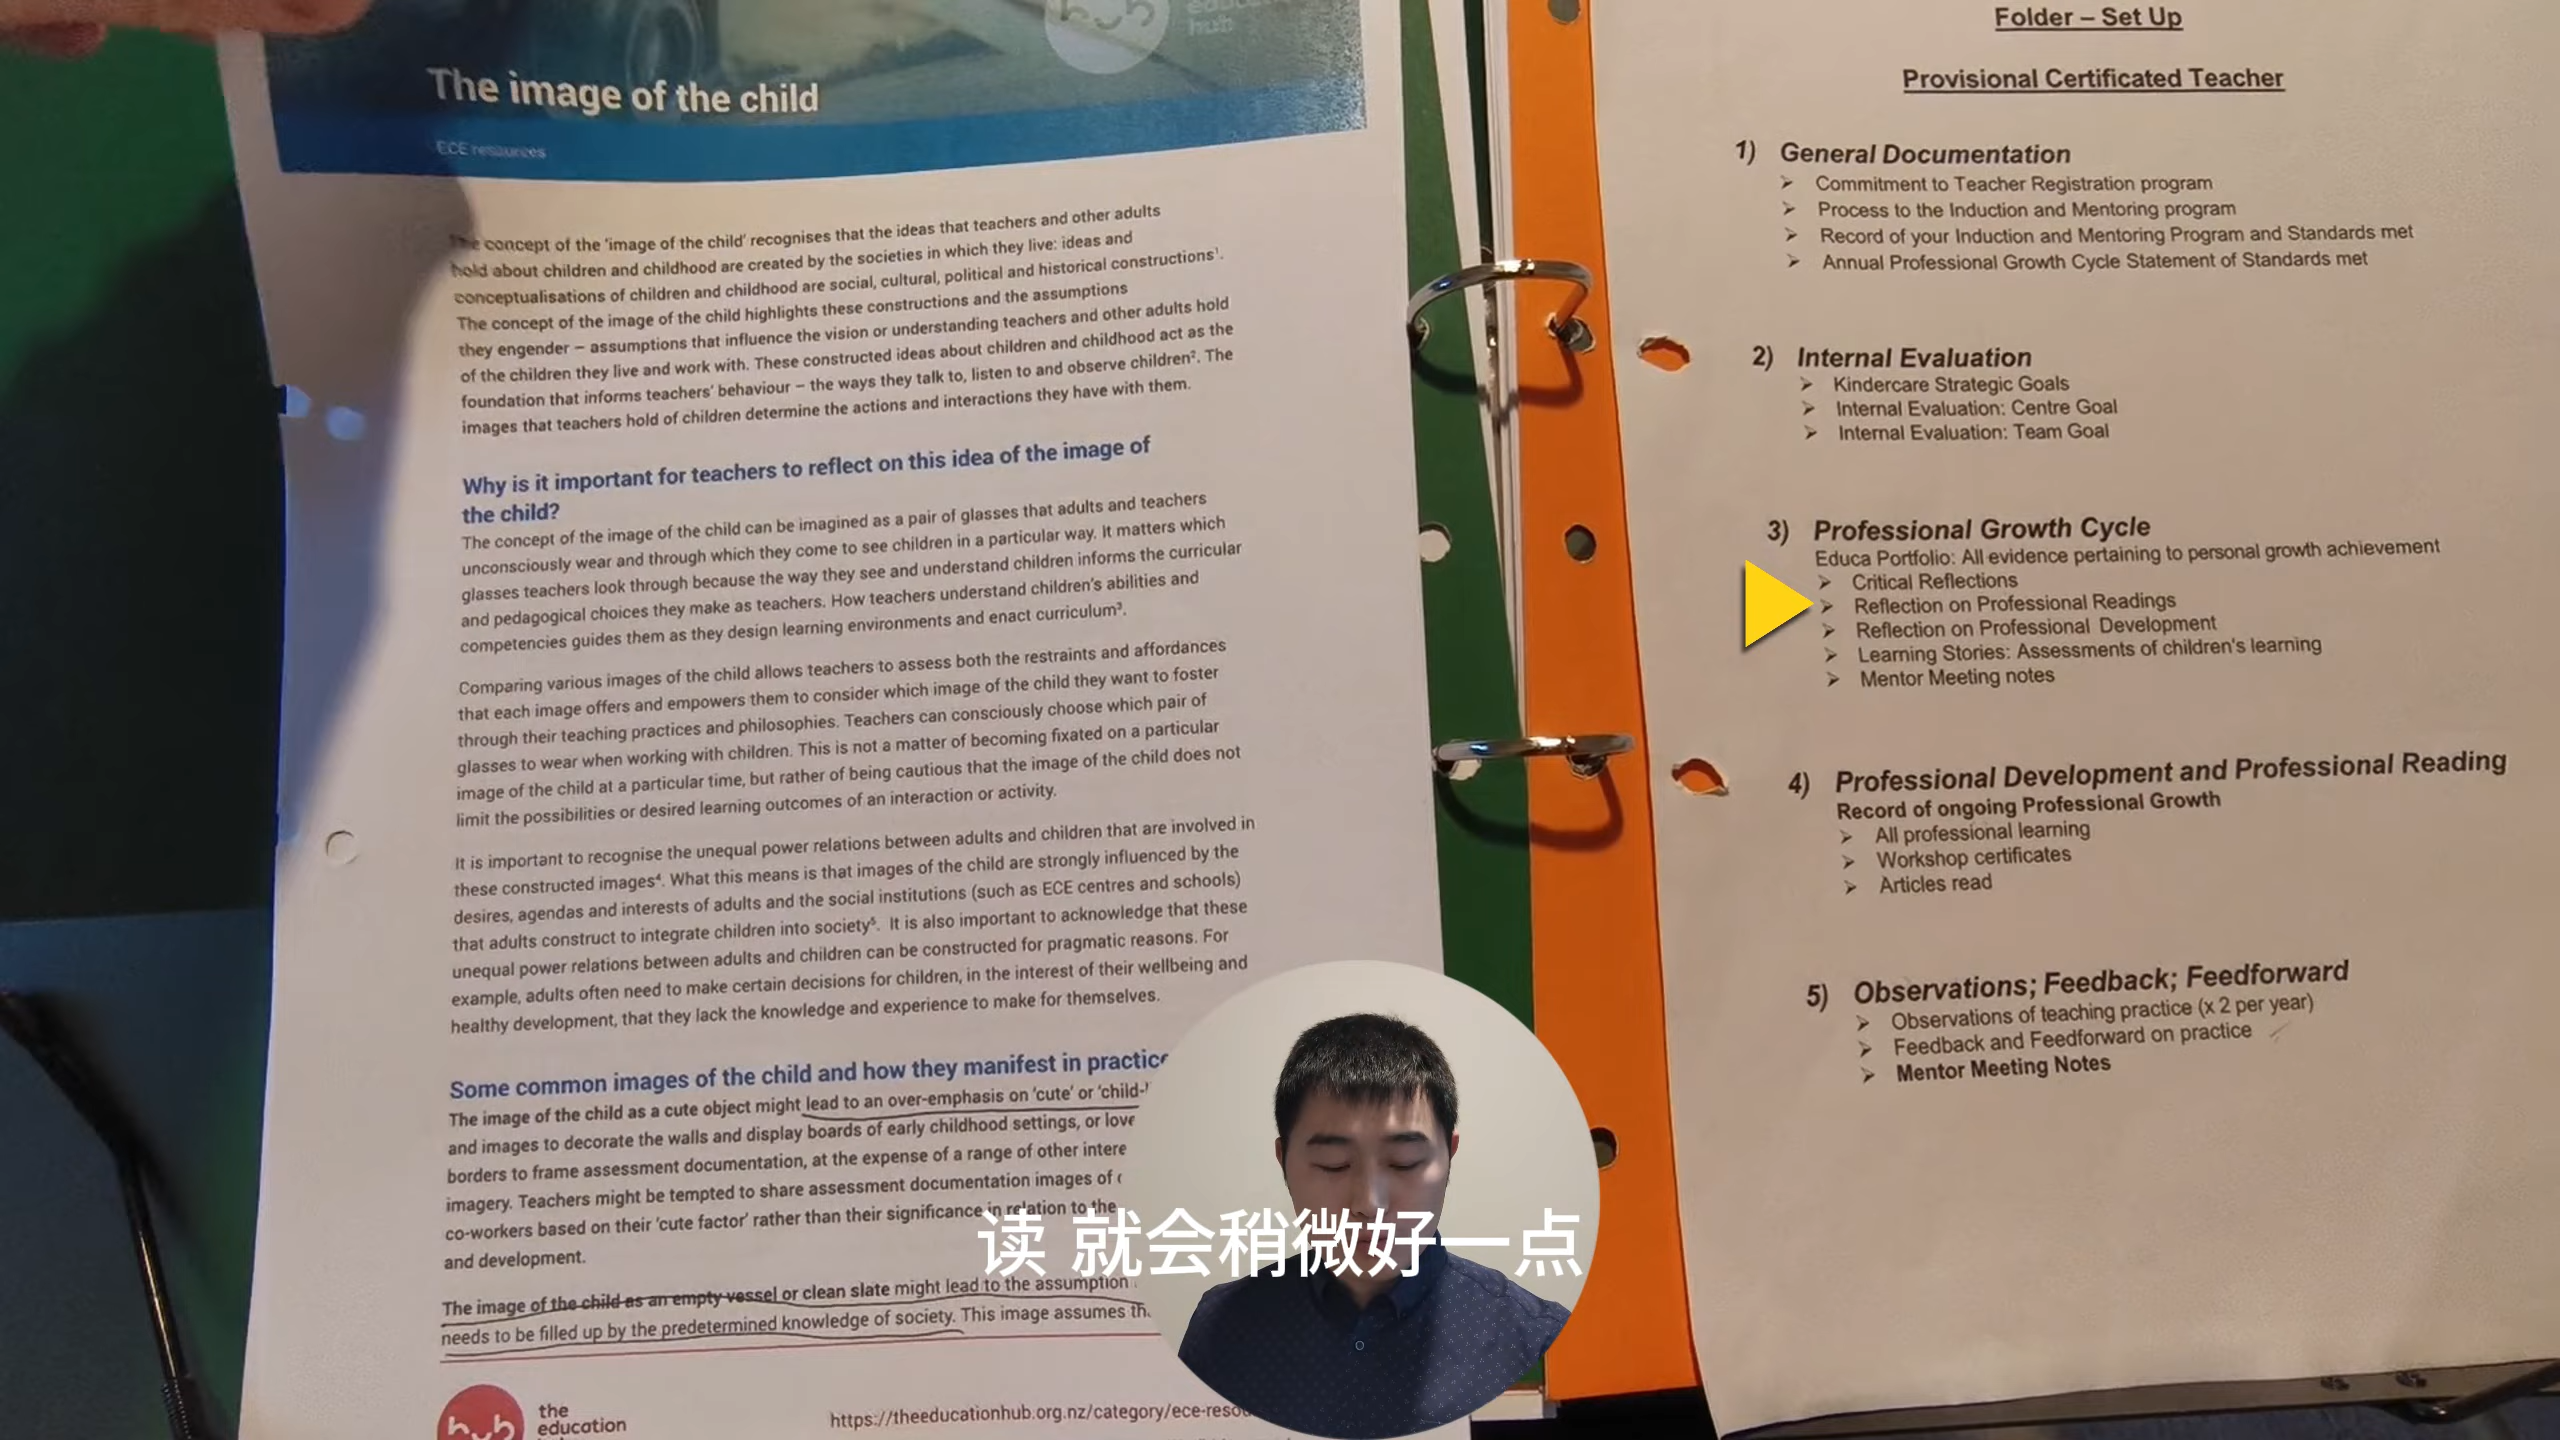 hub
education
hub
The image of the child
ECE resources
The concept of the 'image of the child' recognises that the ideas that teachers and other adults
hold about children and childhood are created by the societies in which they live: ideas and
conceptualisations of children and childhood are social, cultural, political and historical constructions¹.
The concept of the image of the child highlights these constructions and the assumptions
they engender – assumptions that influence the vision or understanding teachers and other adults hold
of the children they live and work with. These constructed ideas about children and childhood act as the
foundation that informs teachers' behaviour – the ways they talk to, listen to and observe children². The
images that teachers hold of children determine the actions and interactions they have with them.
Why is it important for teachers to reflect on this idea of the image of
the child?
The concept of the image of the child can be imagined as a pair of glasses that adults and teachers
unconsciously wear and through which they come to see children in a particular way. It matters which
glasses teachers look through because the way they see and understand children informs the curricular
and pedagogical choices they make as teachers. How teachers understand children's abilities and
competencies guides them as they design learning environments and enact curriculum³.
Comparing various images of the child allows teachers to assess both the restraints and affordances
that each image offers and empowers them to consider which image of the child they want to foster
through their teaching practices and philosophies. Teachers can consciously choose which pair of
glasses to wear when working with children. This is not a matter of becoming fixated on a particular
image of the child at a particular time, but rather of being cautious that the image of the child does not
limit the possibilities or desired learning outcomes of an interaction or activity.
It is important to recognise the unequal power relations between adults and children that are involved in
these constructed images⁴. What this means is that images of the child are strongly influenced by the
desires, agendas and interests of adults and the social institutions (such as ECE centres and schools)
that adults construct to integrate children into society⁵. It is also important to acknowledge that these
unequal power relations between adults and children can be constructed for pragmatic reasons. For
example, adults often need to make certain decisions for children, in the interest of their wellbeing and
healthy development, that they lack the knowledge and experience to make for themselves.
Some common images of the child and how they manifest in practice
The image of the child as a cute object might lead to an over-emphasis on 'cute' or 'child-
and images to decorate the walls and display boards of early childhood settings, or love
borders to frame assessment documentation, at the expense of a range of other intere
imagery. Teachers might be tempted to share assessment documentation images of
co-workers based on their 'cute factor' rather than their significance in relation to the
and development.
The image of the child as an empty vessel or clean slate might lead to the assumption
needs to be filled up by the predetermined knowledge of society. This image assumes th
hub
the
education
https://theeducationhub.org.nz/category/ece-reso
Folder – Set Up
Provisional Certificated Teacher
1) General Documentation
➢ Commitment to Teacher Registration program
➢ Process to the Induction and Mentoring program
➢ Record of your Induction and Mentoring Program and Standards met
➢ Annual Professional Growth Cycle Statement of Standards met
2) Internal Evaluation
➢ Kindercare Strategic Goals
➢ Internal Evaluation: Centre Goal
➢ Internal Evaluation: Team Goal
3) Professional Growth Cycle
Educa Portfolio: All evidence pertaining to personal growth achievement
➢ Critical Reflections
➢ Reflection on Professional Readings
➢ Reflection on Professional Development
➢ Learning Stories: Assessments of children's learning
➢ Mentor Meeting notes
4) Professional Development and Professional Reading
Record of ongoing Professional Growth
➢ All professional learning
➢ Workshop certificates
➢ Articles read
5) Observations; Feedback; Feedforward
➢ Observations of teaching practice (x 2 per year)
➢ Feedback and Feedforward on practice
➢ Mentor Meeting Notes
读 就会稍微好一点